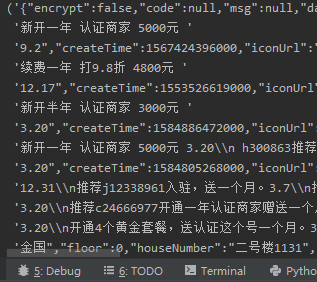 ('{"encrypt":false,"code":null,"msg":null,"da
'新开一年 认证商家 5000元 '
'9.2","createTime":1567424396000,"iconUrl":"
'续费一年 打9.8折 4800元 '
'12.17","createTime":1553526619000,"iconUrl"
'新开半年 认证商家 3000元 '
'3.20","createTime":1584886472000,"iconUrl":
'新开一年 认证商家 5000元 3.20\\n h300863推荐
'3.20","createTime":1584805268000,"iconUrl":
'12.31\\n推荐j12338961入驻，送一个月。3.7\\n
'3.20\\n推荐c24666977开通一年认证商家赠送一个
'3.20\\n开通4个黄金套餐，送认证这个号一个月。
'金国","floor":0,"houseNumber":"二号楼1131",
5: Debug 6: TODO Terminal Python